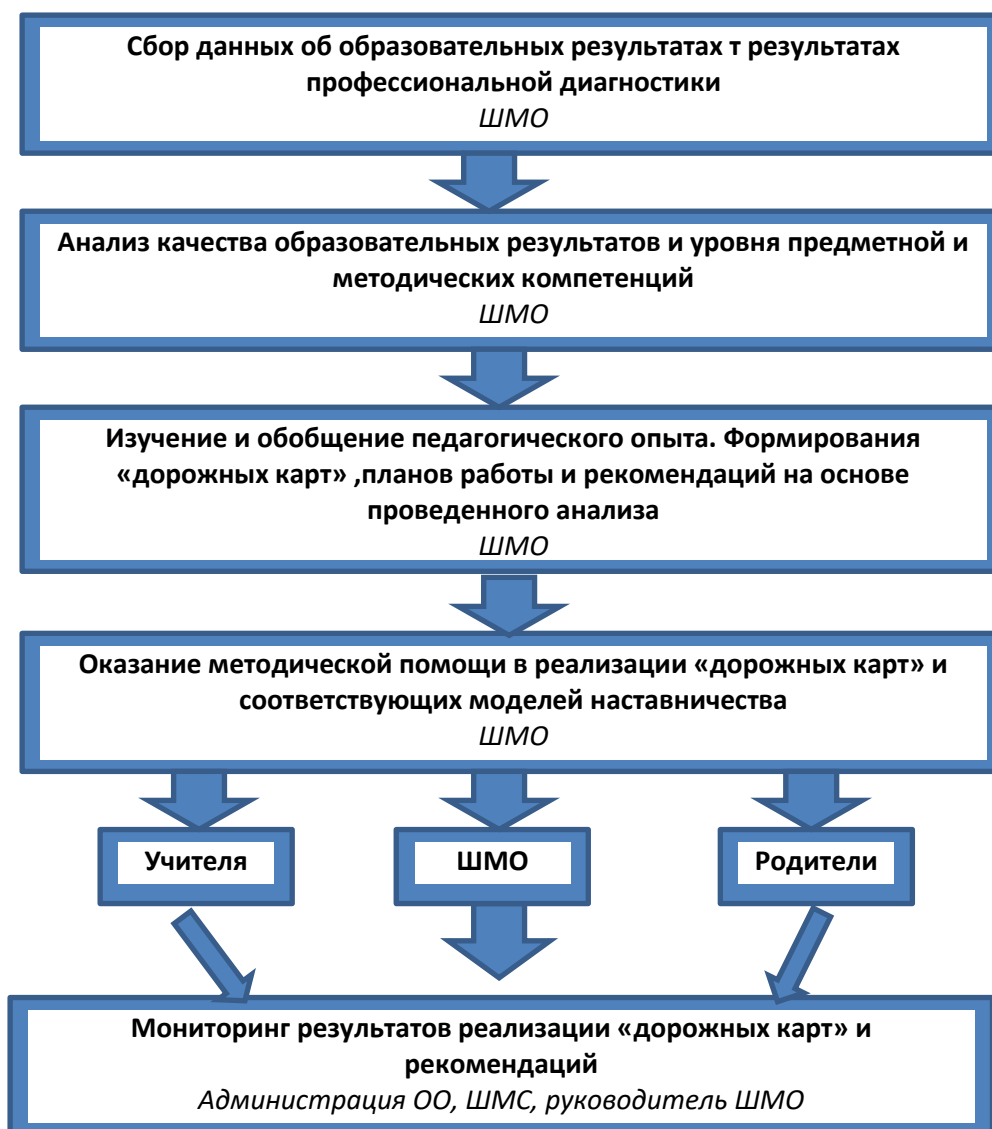 Сбор данных об образовательных результатах т результатах
профессиональной диагностики
ШМО
Анализ качества образовательных результатов и уровня предметной и
методических компетенций
ШМО
Изучение и обобщение педагогического опыта. Формирования
«дорожных карт» ,планов работы и рекомендаций на основе
проведенного анализа
ШМО
Оказание методической помощи в реализации «дорожных карт» и
соответствующих моделей наставничества
ШМО
Учителя
ШМО
Родители
Мониторинг результатов реализации «дорожных карт» и
рекомендаций
Администрация ОО, ШМС, руководитель ШМО